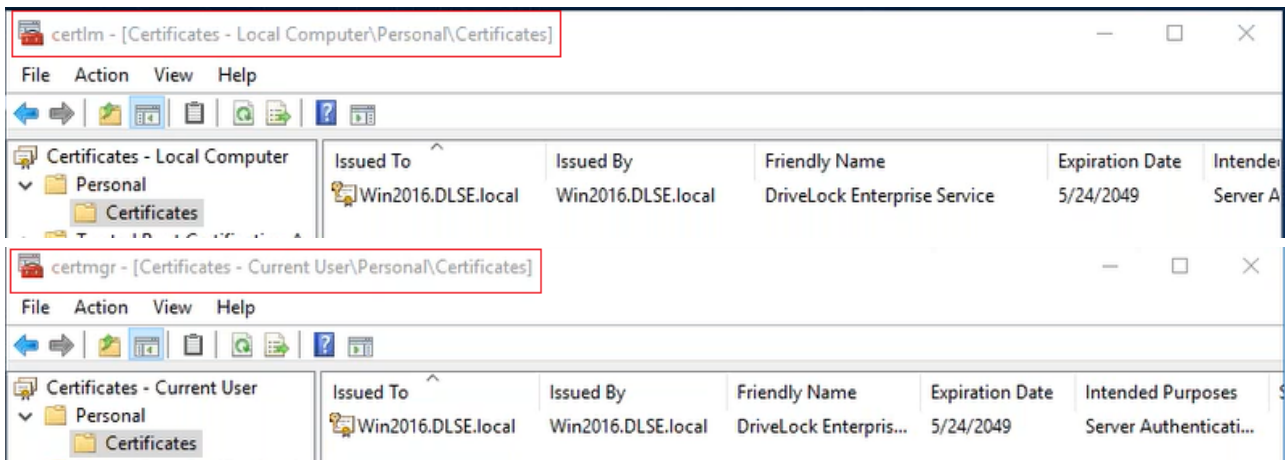 certlm - [Certificates - Local Computer\Personal\Certificates]
File Action View Help
Certificates - Local Computer
Personal
Certificates
Issued To Issued By Friendly Name Expiration Date Intended
Win2016.DLSE.local Win2016.DLSE.local DriveLock Enterprise Service 5/24/2049 Server A
certmgr - [Certificates - Current User\Personal\Certificates]
File Action View Help
Certificates - Current User
Personal
Certificates
Issued To Issued By Friendly Name Expiration Date Intended Purposes
Win2016.DLSE.local Win2016.DLSE.local DriveLock Enterpris... 5/24/2049 Server Authenticati...